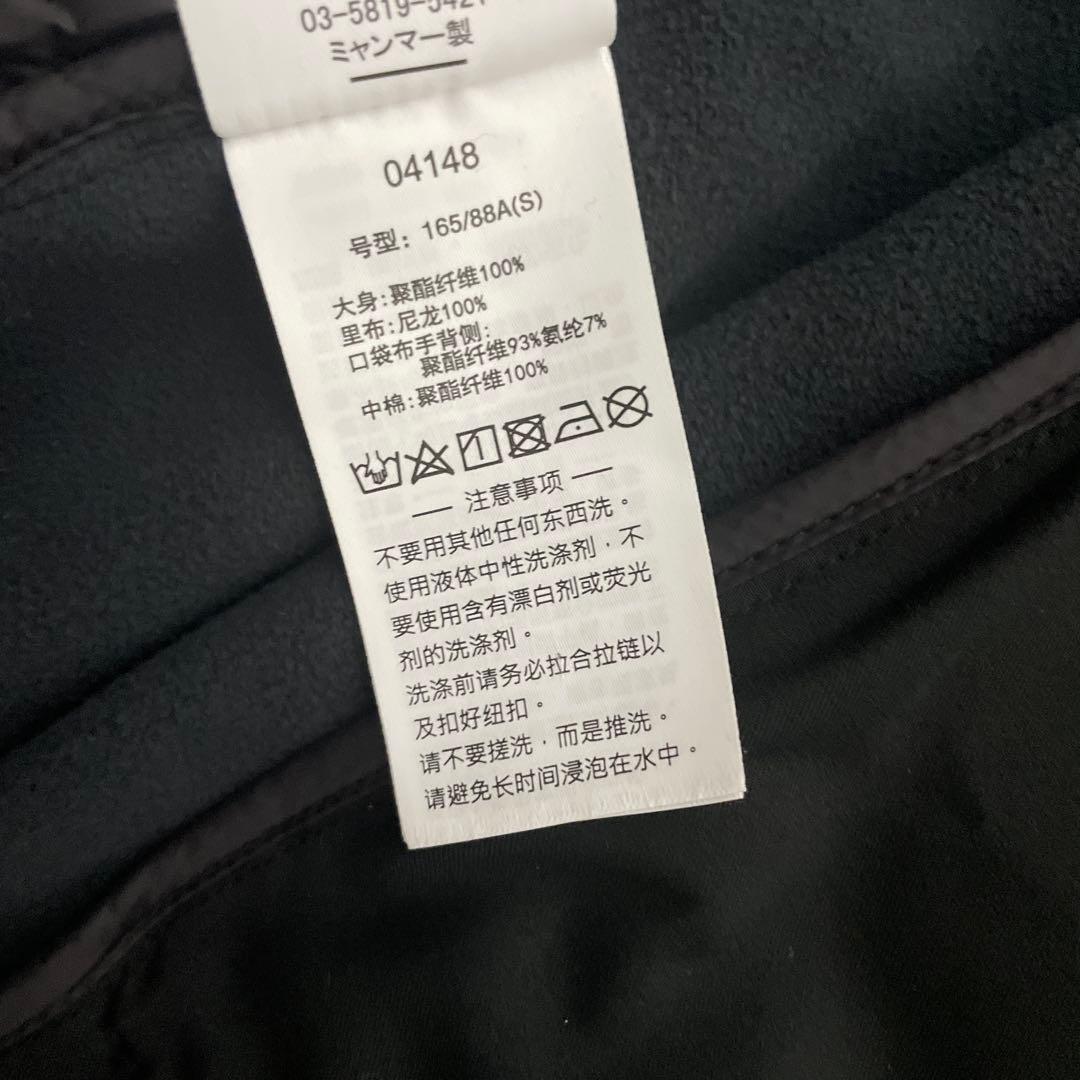 03-5819-5421
ミャンマー製
04148
号型：165/88A(S)
大身:聚酯纤维100%
里布:尼龙100%
口袋布手背侧:
聚酯纤维93%氨纶7%
中棉:聚酯纤维100%
注意事项
不要用其他任何东西洗。
使用液体中性洗涤剂，不
要使用含有漂白剂或荧光
剂的洗涤剂。
洗涤前请务必拉合拉链以
及扣好纽扣。
请不要搓洗，而是推洗。
请避免长时间浸泡在水中。